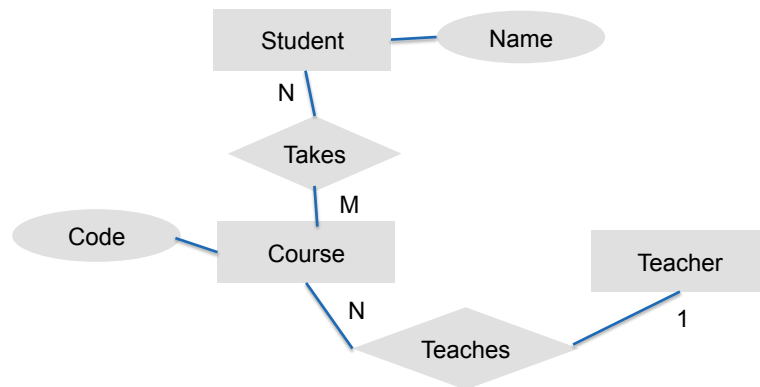 Student
Name
N
Takes
M
Code
Course
Teacher
N
1
Teaches